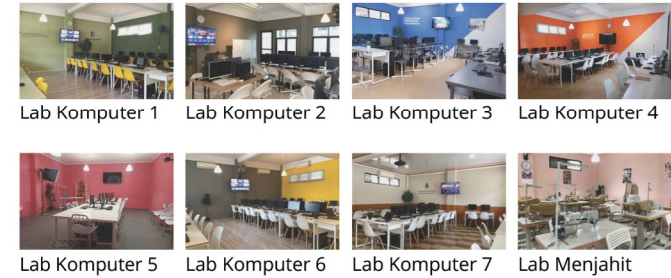 Lab Komputer 1
Lab Komputer 2
Lab Komputer 3
Lab Komputer 4
Lab Komputer 5
Lab Komputer 6
Lab Komputer 7
Lab Menjahit